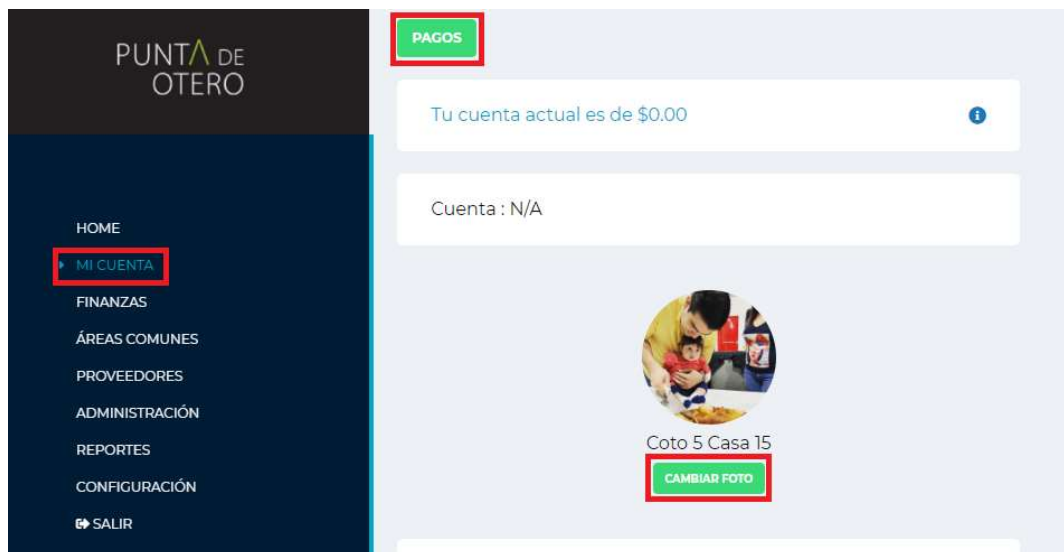 PUNTA DE
OTERO
HOME
MI CUENTA
FINANZAS
ÁREAS COMUNES
PROVEEDORES
ADMINISTRACIÓN
REPORTES
CONFIGURACIÓN
SALIR
PAGOS
Tu cuenta actual es de $0.00
Cuenta : N/A
Coto 5 Casa 15
CAMBIAR FOTO